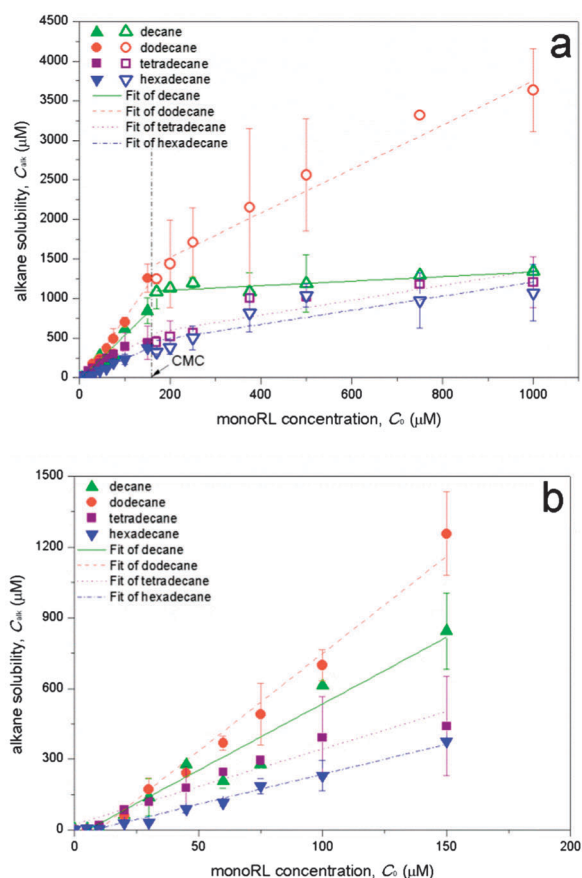 a
decane
dodecane
tetradecane
hexadecane
Fit of decane
Fit of dodecane
Fit of tetradecane
Fit of hexadecane
4500
4000
3500
3000
2500
2000
1500
1000
500
0
alkane solubility, Calk (μM)
CMC
0 200 400 600 800 1000
monoRL concentration, C0 (μM)
b
decane
dodecane
tetradecane
hexadecane
Fit of decane
Fit of dodecane
Fit of tetradecane
Fit of hexadecane
1500
1200
900
600
300
0
alkane solubility, Calk (μM)
0 50 100 150 200
monoRL concentration, C0 (μM)